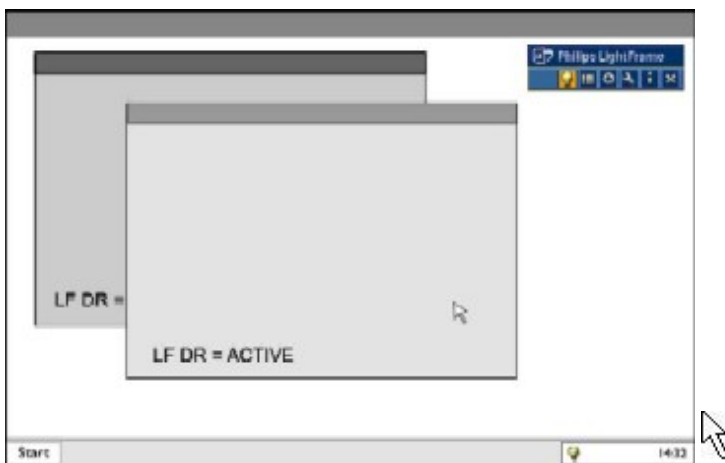 Philips LightFrame
LF DR =
LF DR = ACTIVE
Start
14:33